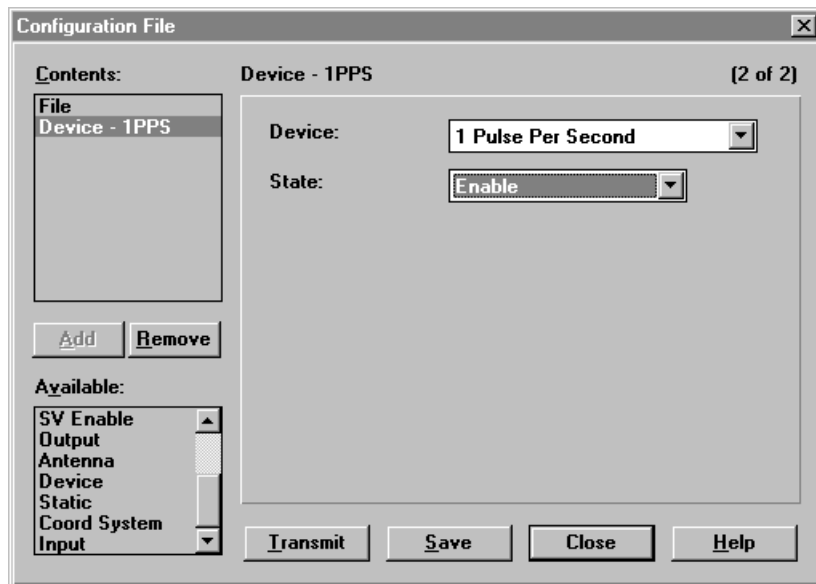 Configuration File
Contents:
File
Device - 1PPS
Add
Remove
Available:
SV Enable
Output
Antenna
Device
Static
Coord System
Input
Device - 1PPS
(2 of 2)
Device:
1 Pulse Per Second
State:
Enable
Transmit
Save
Close
Help